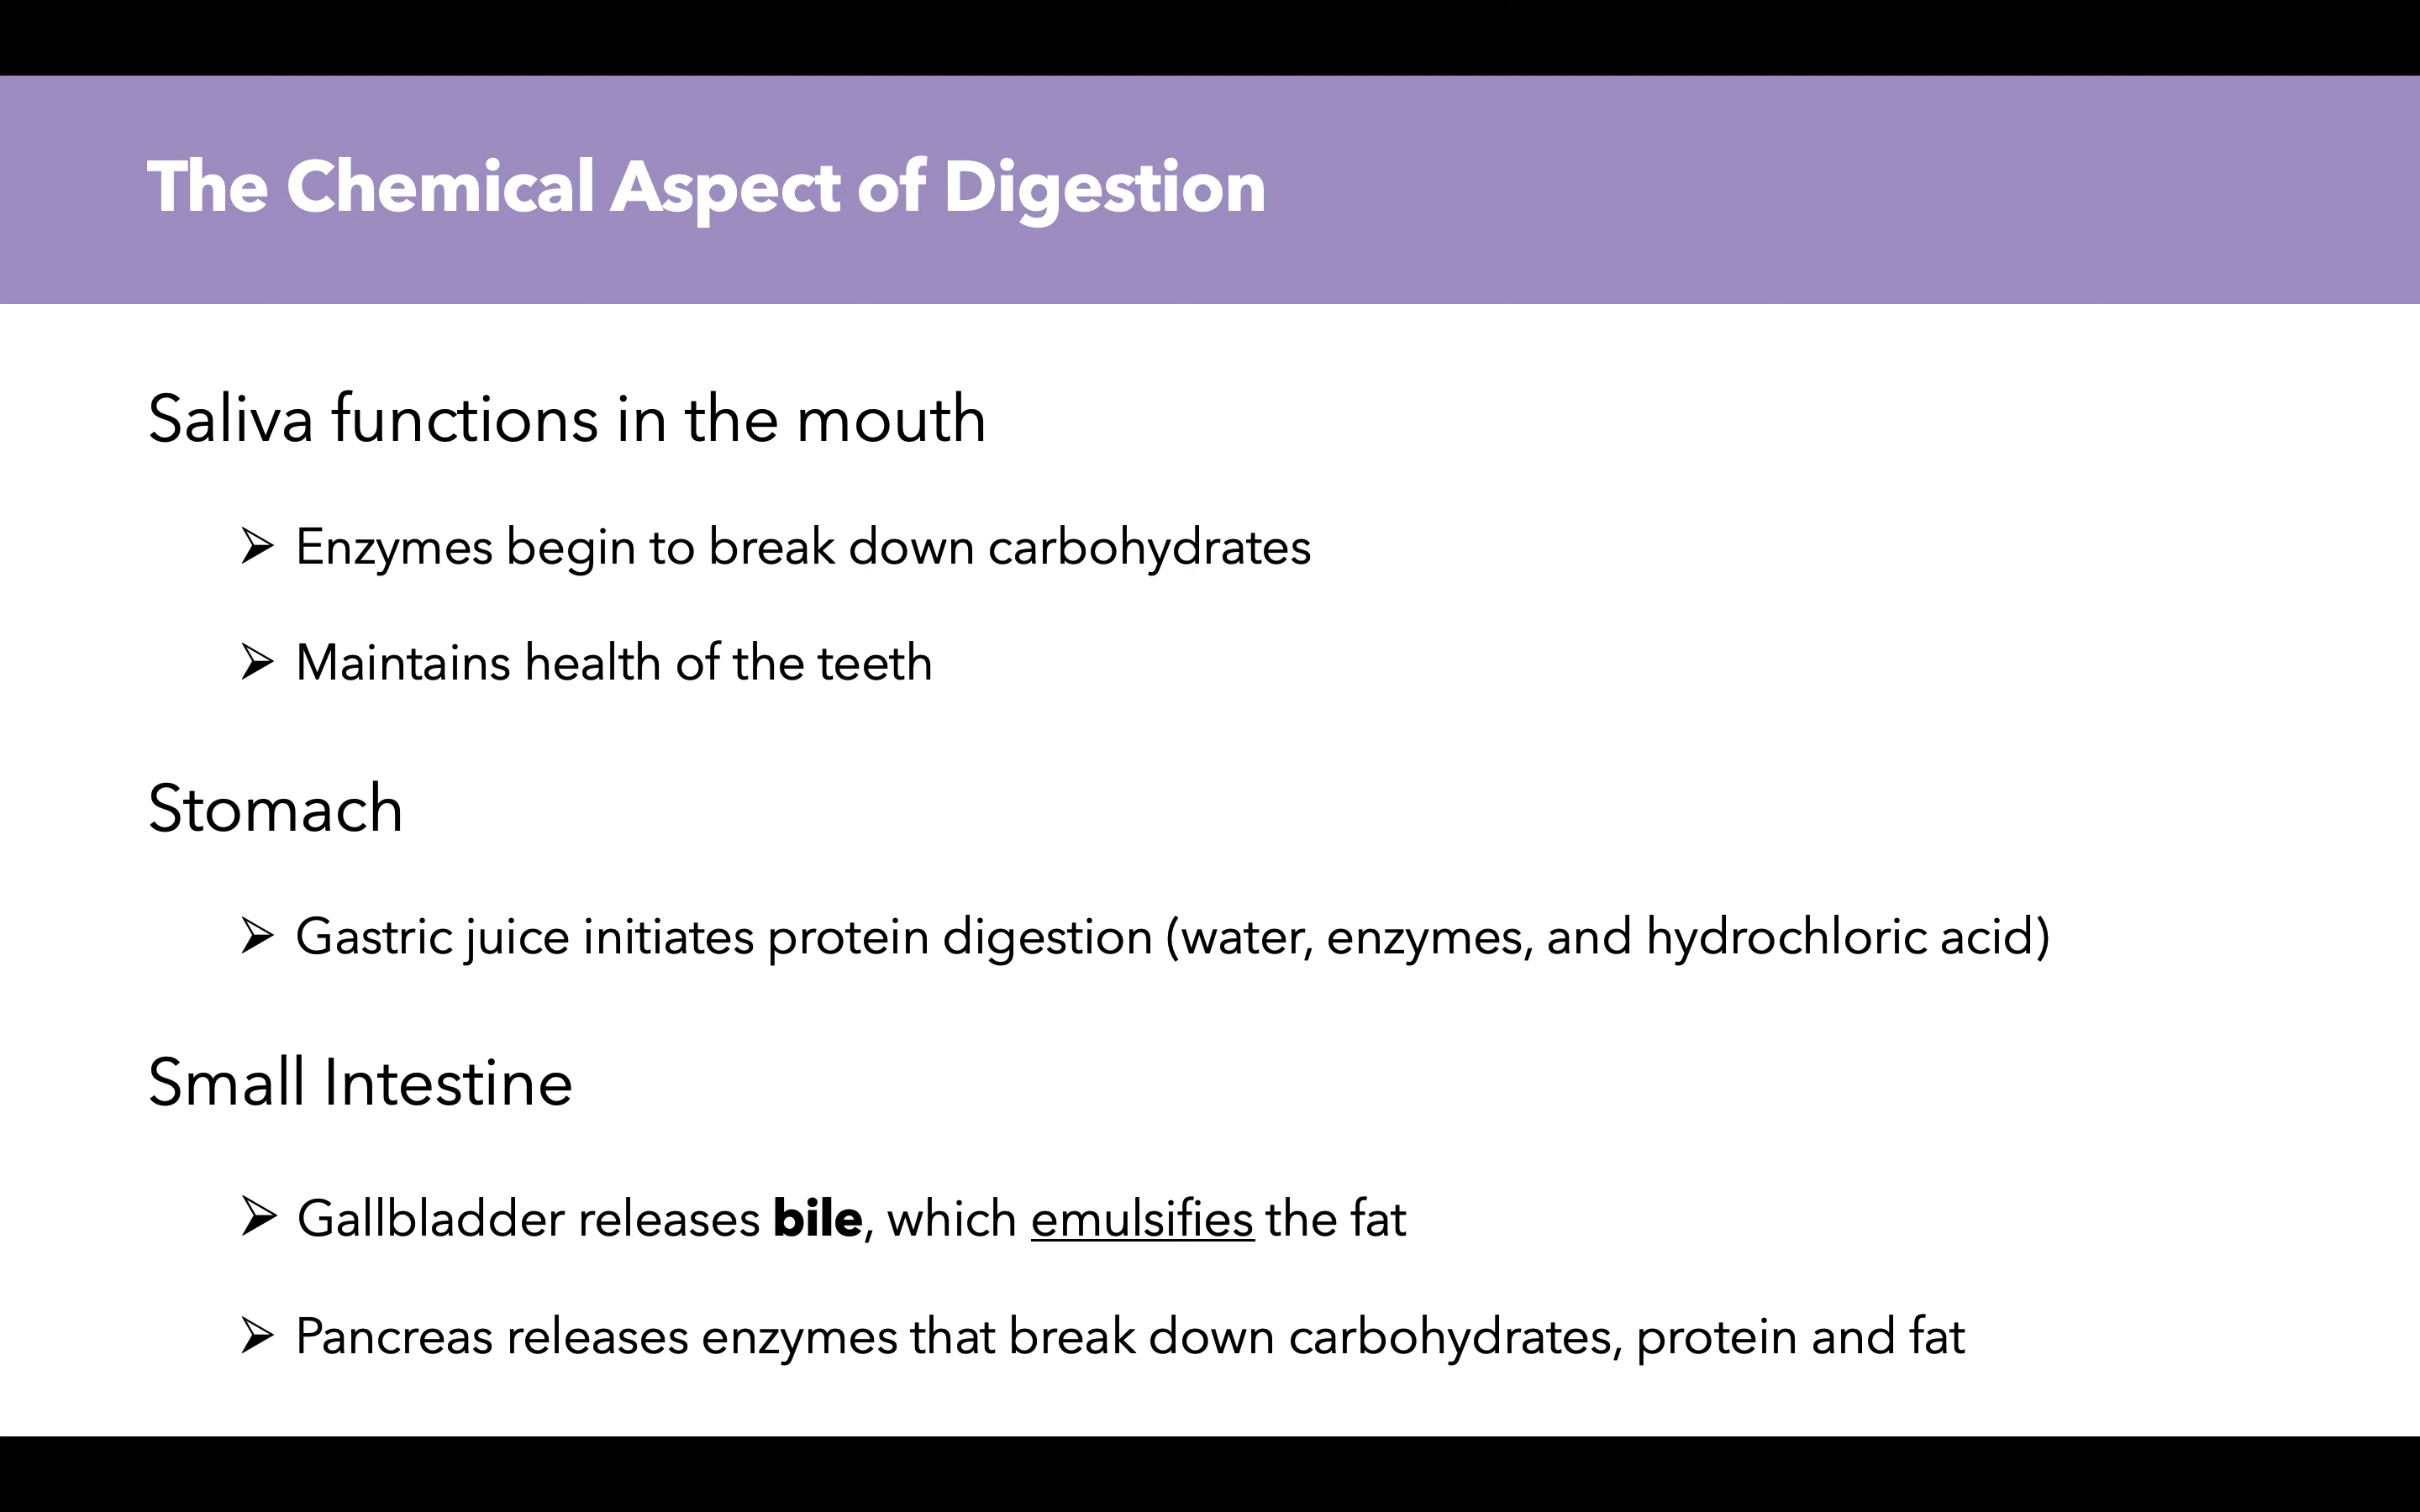 The Chemical Aspect of Digestion
Saliva functions in the mouth
➢ Enzymes begin to break down carbohydrates
➢ Maintains health of the teeth
Stomach
➢ Gastric juice initiates protein digestion (water, enzymes, and hydrochloric acid)
Small Intestine
➢ Gallbladder releases bile, which emulsifies the fat
➢ Pancreas releases enzymes that break down carbohydrates, protein and fat